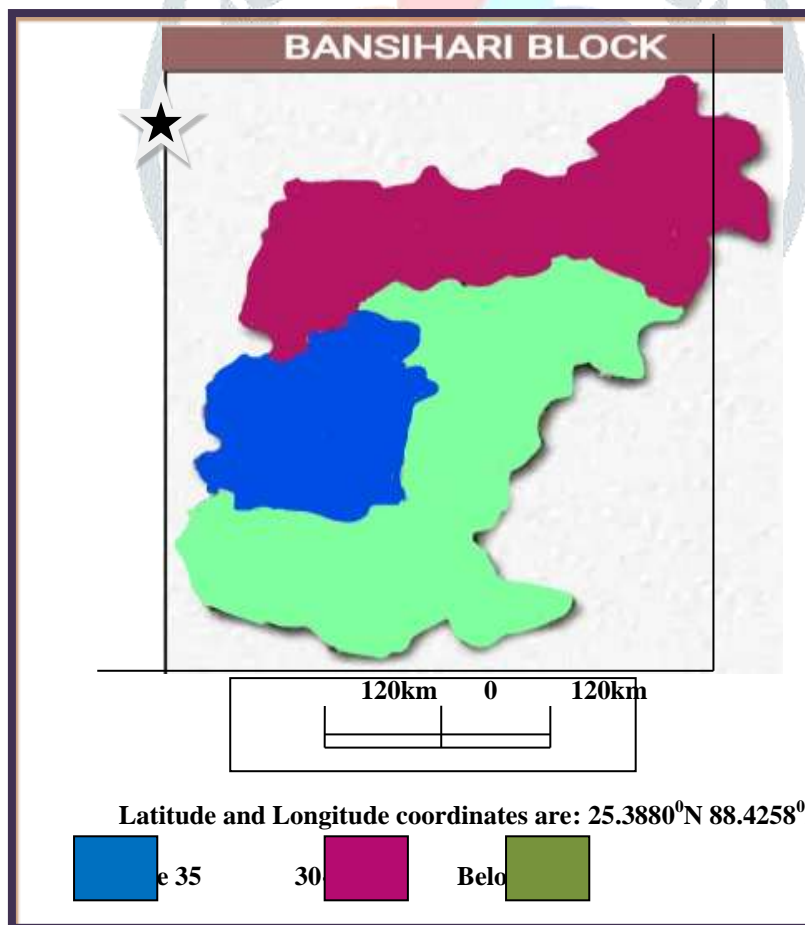 BANSIHARI BLOCK
120km 0 120km
Latitude and Longitude coordinates are: 25.3880⁰N 88.4258⁰
e 35 30- Belo